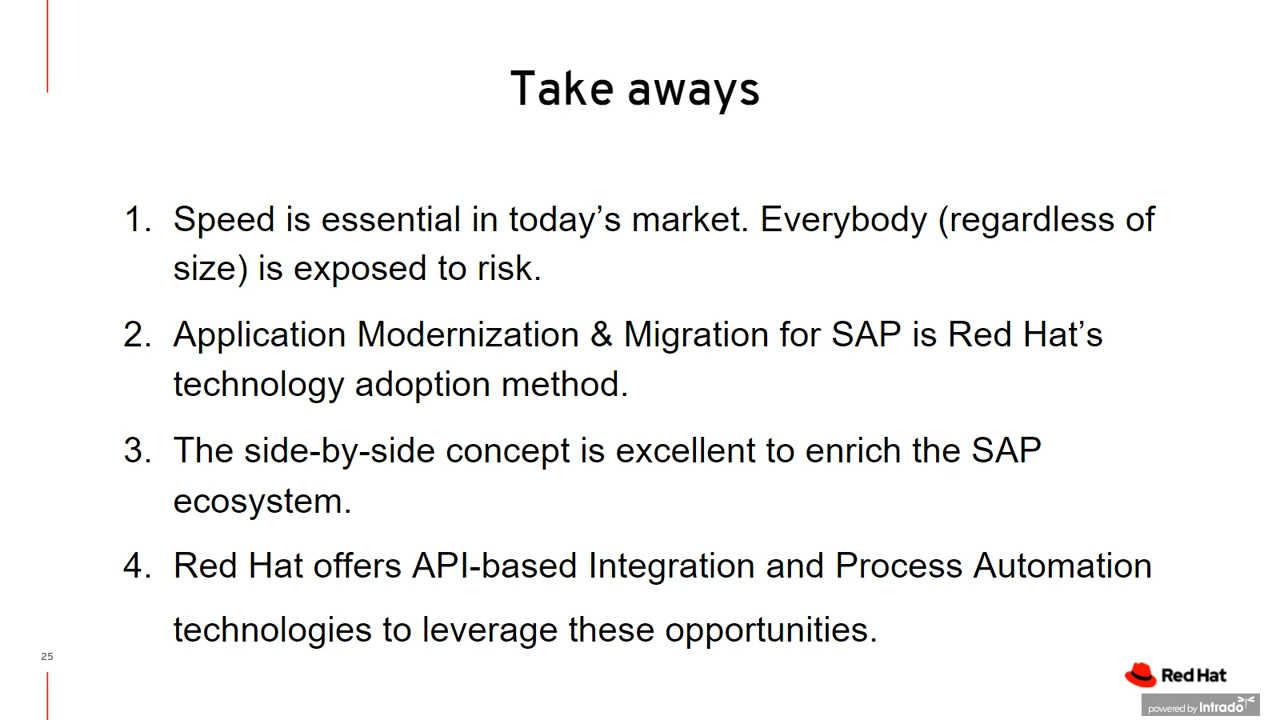 Take aways
1. Speed is essential in today’s market. Everybody (regardless of
size) is exposed to risk.
2. Application Modernization & Migration for SAP is Red Hat’s
technology adoption method.
3. The side-by-side concept is excellent to enrich the SAP
ecosystem.
4. Red Hat offers API-based Integration and Process Automation
technologies to leverage these opportunities.
25
Red Hat
powered by Intrado